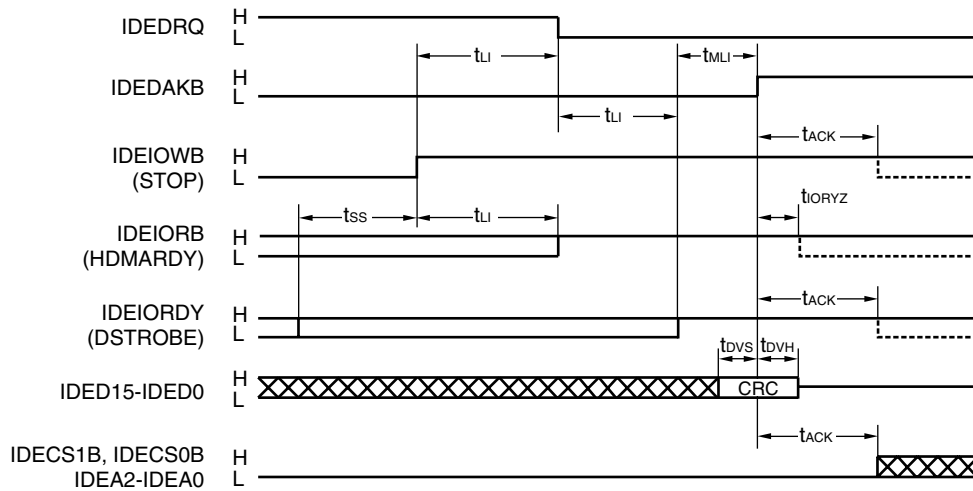 IDEDRQ
H
L
tLI
tMLI
IDEDAKB
H
L
tLI
tACK
IDEIOWB
(STOP)
H
L
tSS
tLI
tIORYZ
IDEIORB
(HDMARDY)
H
L
tACK
IDEIORDY
(DSTROBE)
H
L
tDVS
tDVH
IDED15-IDED0
H
L
CRC
tACK
IDECS1B, IDECS0B
IDEA2-IDEA0
H
L